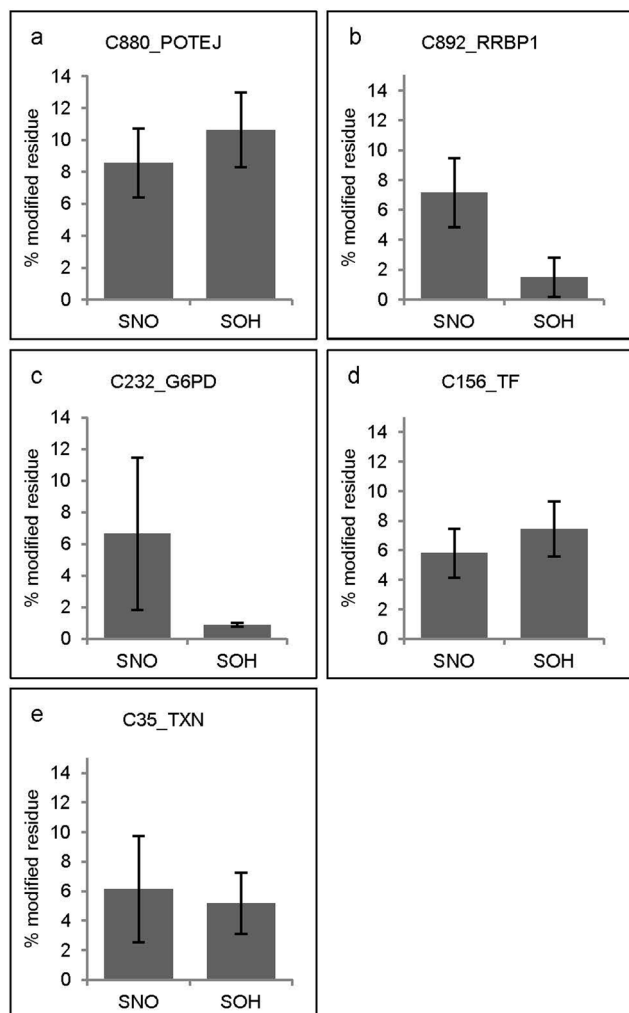 a
C880_POTEJ
% modified residue
14
12
10
8
6
4
2
0
SNO SOH
b
C892_RRBP1
% modified residue
14
12
10
8
6
4
2
0
SNO SOH
c
C232_G6PD
% modified residue
14
12
10
8
6
4
2
0
SNO SOH
d
C156_TF
% modified residue
14
12
10
8
6
4
2
0
SNO SOH
e
C35_TXN
% modified residue
14
12
10
8
6
4
2
0
SNO SOH